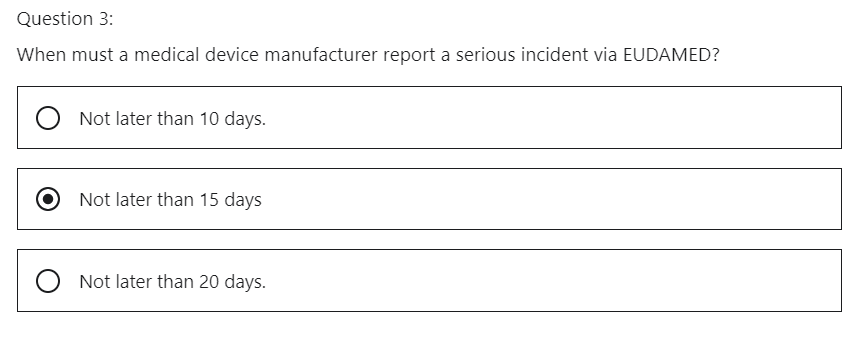 Question 3:
When must a medical device manufacturer report a serious incident via EUDAMED?
Not later than 10 days.
Not later than 15 days
Not later than 20 days.